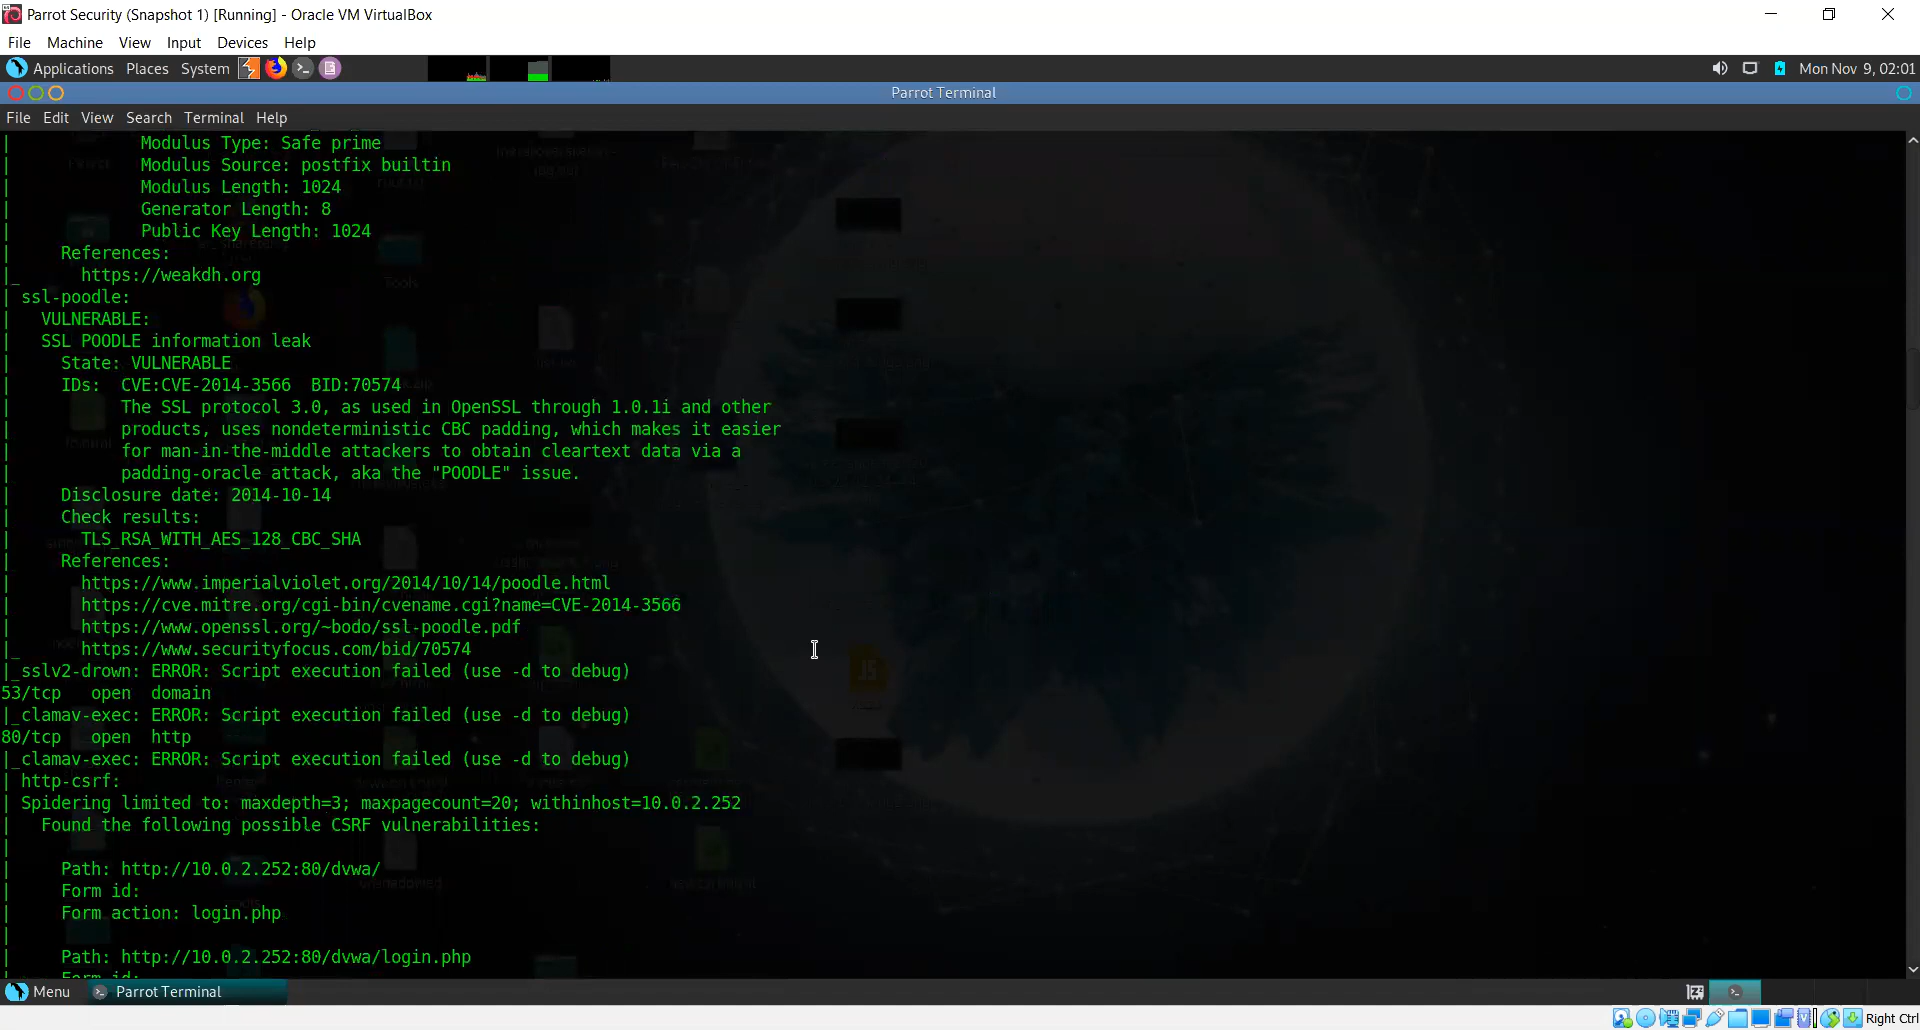 Parrot Security (Snapshot 1) [Running] - Oracle VM VirtualBox
File Machine View Input Devices Help
Applications Places System
Mon Nov 9, 02:01
Parrot Terminal
File Edit View Search Terminal Help
| Modulus Type: Safe prime
| Modulus Source: postfix builtin
| Modulus Length: 1024
| Generator Length: 8
| Public Key Length: 1024
| References:
|_ https://weakdh.org
| ssl-poodle:
| VULNERABLE:
| SSL POODLE information leak
| State: VULNERABLE
| IDs: CVE:CVE-2014-3566 BID:70574
| The SSL protocol 3.0, as used in OpenSSL through 1.0.1i and other
| products, uses nondeterministic CBC padding, which makes it easier
| for man-in-the-middle attackers to obtain cleartext data via a
| padding-oracle attack, aka the "POODLE" issue.
| Disclosure date: 2014-10-14
| Check results:
| TLS_RSA_WITH_AES_128_CBC_SHA
| References:
| https://www.imperialviolet.org/2014/10/14/poodle.html
| https://cve.mitre.org/cgi-bin/cvename.cgi?name=CVE-2014-3566
| https://www.openssl.org/~bodo/ssl-poodle.pdf
|_ https://www.securityfocus.com/bid/70574
|_sslv2-drown: ERROR: Script execution failed (use -d to debug)
53/tcp open domain
|_clamav-exec: ERROR: Script execution failed (use -d to debug)
80/tcp open http
|_clamav-exec: ERROR: Script execution failed (use -d to debug)
| http-csrf:
| Spidering limited to: maxdepth=3; maxpagecount=20; withinhost=10.0.2.252
| Found the following possible CSRF vulnerabilities:
|
| Path: http://10.0.2.252:80/dvwa/
| Form id:
| Form action: login.php
|
| Path: http://10.0.2.252:80/dvwa/login.php
| Form id:
Menu Parrot Terminal
Right Ctrl